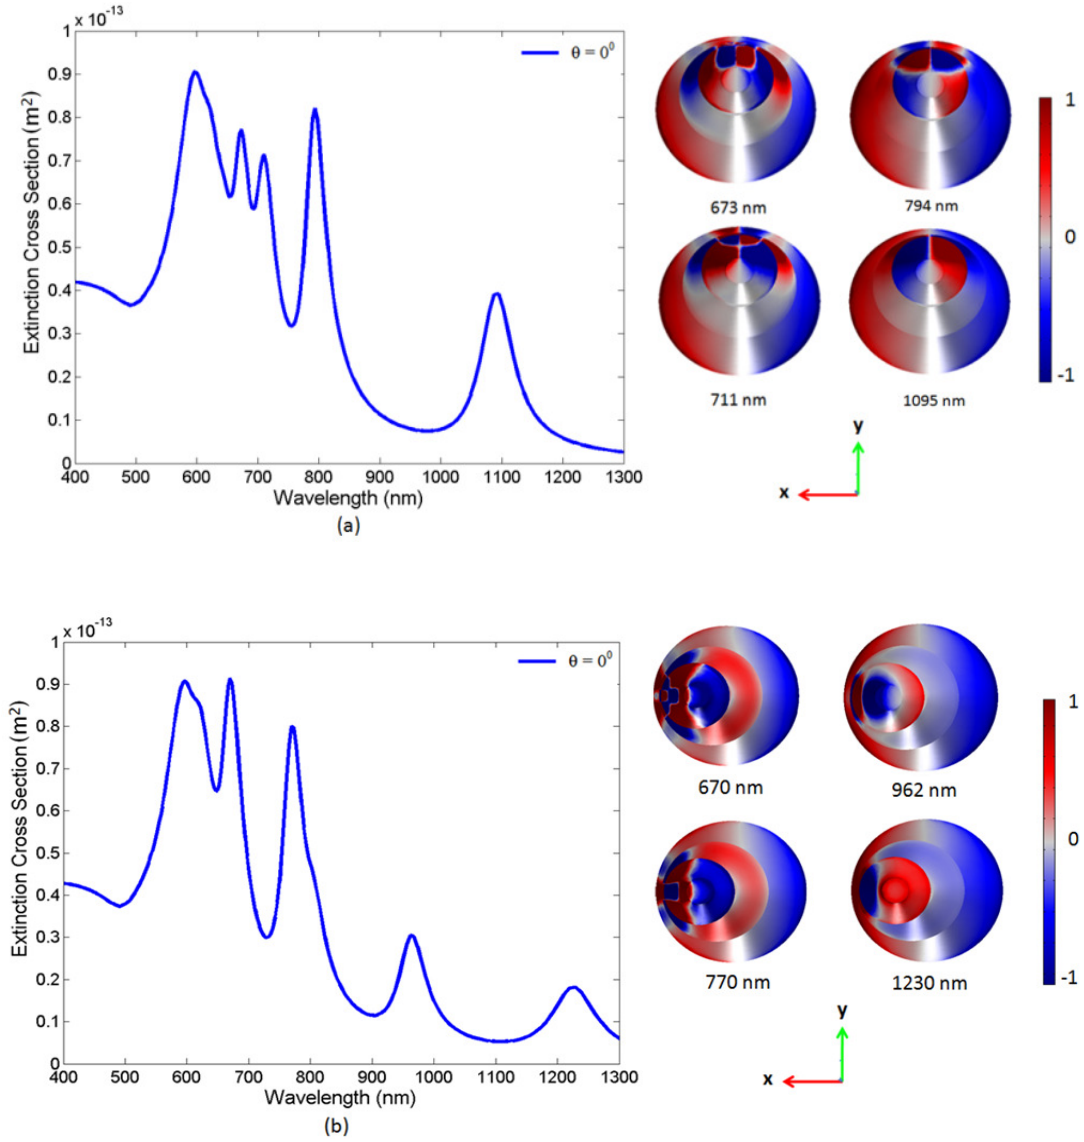 x 10⁻¹³
1
0.9
0.8
0.7
0.6
0.5
0.4
0.3
0.2
0.1
0
Extinction Cross Section (m²)
θ = 0⁰
400 500 600 700 800 900 1000 1100 1200 1300
Wavelength (nm)
(a)
673 nm
794 nm
711 nm
1095 nm
1
0
-1
y
x
x 10⁻¹³
1
0.9
0.8
0.7
0.6
0.5
0.4
0.3
0.2
0.1
0
Extinction Cross Section (m²)
θ = 0⁰
400 500 600 700 800 900 1000 1100 1200 1300
Wavelength (nm)
(b)
670 nm
962 nm
770 nm
1230 nm
1
0
-1
y
x